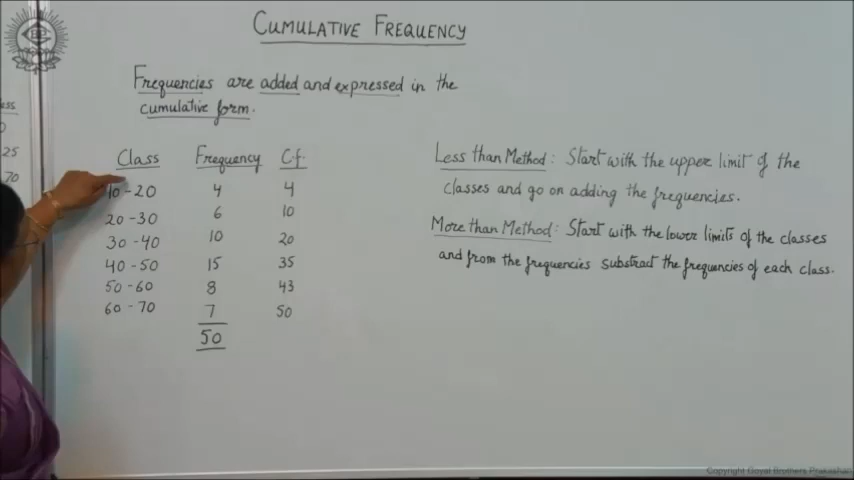 CUMULATIVE FREQUENCY
Frequencies are added and expressed in the
cumulative form.
Class Frequency C.f.
10-20 4 4
20-30 6 10
30-40 10 20
40-50 15 35
50-60 8 43
60-70 7 50
50
Less than Method: Start with the upper limit of the
classes and go on adding the frequencies.
More than Method: Start with the lower limits of the classes
and from the frequencies substract the frequencies of each class.
ess
0
25
70
Copyright Goyal Brothers Prakashan